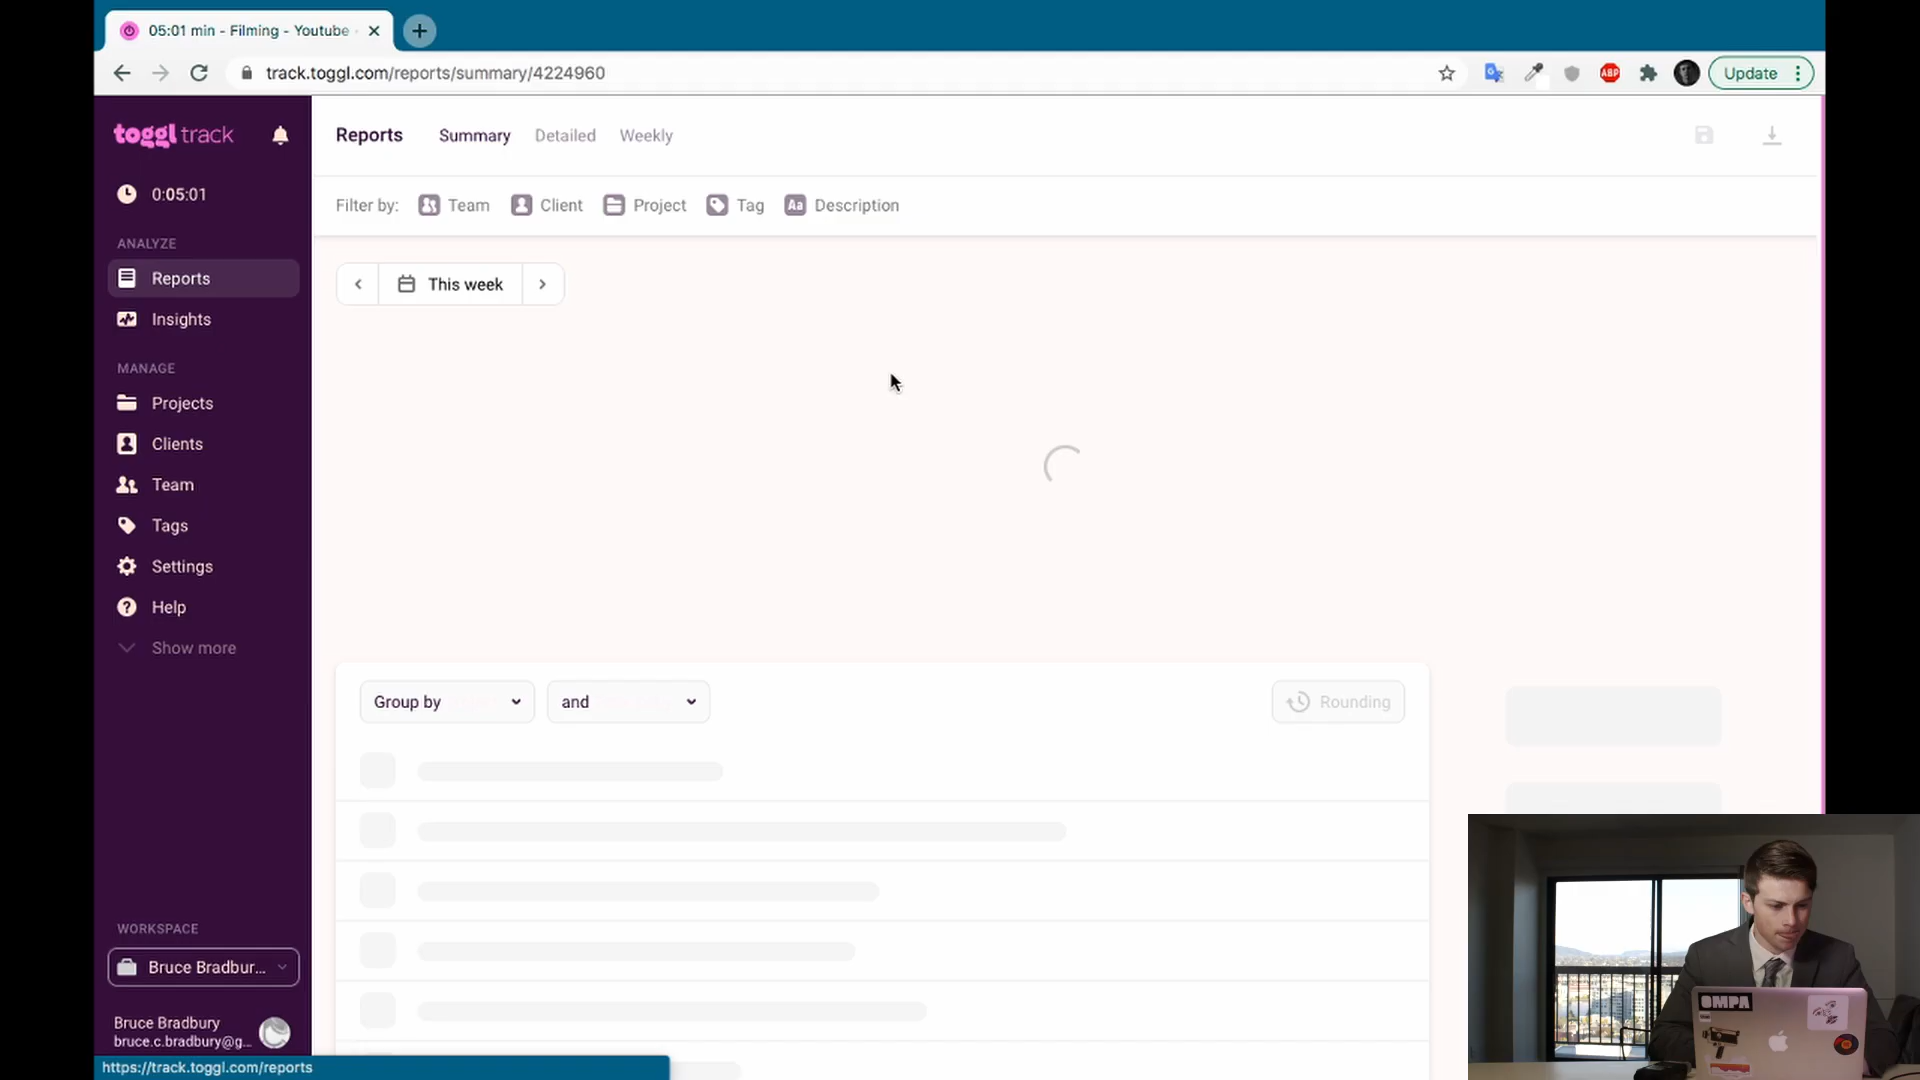 05:01 min - Filming - Youtube
track.toggl.com/reports/summary/4224960
ABP
Update
toggl track
Reports
Summary
Detailed
Weekly
0:05:01
Filter by:
Team
Client
Project
Tag
Aa
Description
ANALYZE
Reports
Insights
This week
MANAGE
Projects
Clients
Team
Tags
Settings
Help
Show more
Group by
and
Rounding
WORKSPACE
Bruce Bradbur...
Bruce Bradbury
bruce.c.bradbury@g...
https://track.toggl.com/reports
OMPA